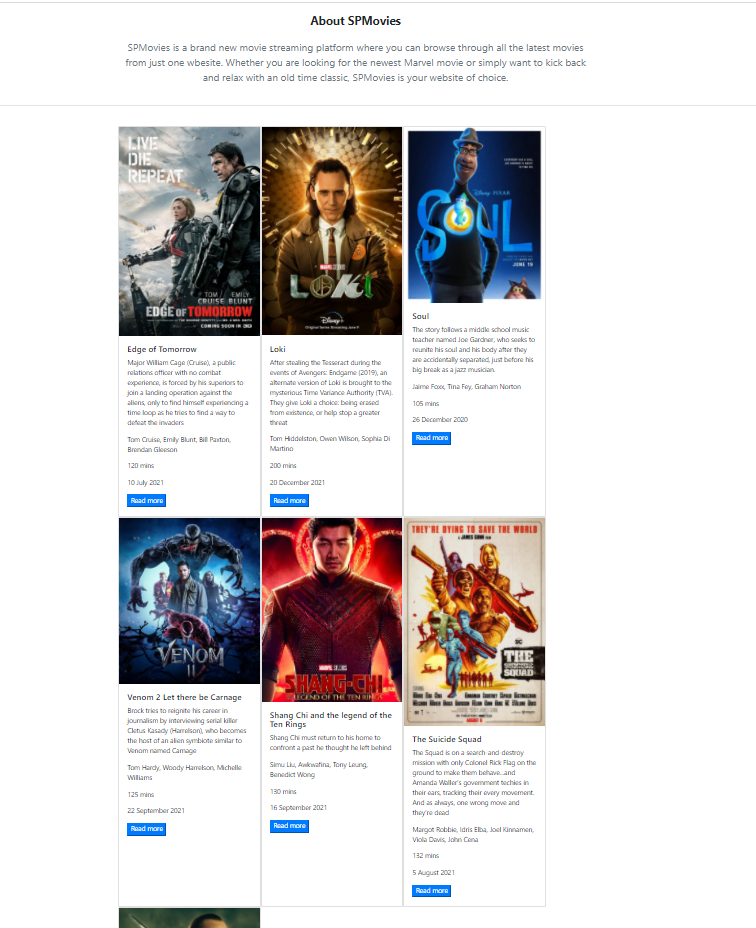 About SPMovies
SPMovies is a brand new movie streaming platform where you can browse through all the latest movies
from just one wbesite. Whether you are looking for the newest Marvel movie or simply want to kick back
and relax with an old time classic, SPMovies is your website of choice.
LIVE
DIE
REPEAT
TOM EMILY
CRUISE BLUNT
EDGE OF TOMORROW
COMING SOON IN 3D
Edge of Tomorrow
Major William Cage (Cruise), a public
relations officer with no combat
experience, is forced by his superiors to
join a landing operation against the
aliens, only to find himself experiencing a
time loop as he tries to find a way to
defeat the invaders
Tom Cruise, Emily Blunt, Bill Paxton,
Brendan Gleeson
120 mins
10 July 2021
Read more
MARVEL STUDIOS
LOKI
Disney+
Original Series Streaming June
Loki
After stealing the Tesseract during the
events of Avengers: Endgame (2019), an
alternate version of Loki is brought to the
mysterious Time Variance Authority (TVA).
They give Loki a choice: being erased
from existence, or help stop a greater
threat
Tom Hiddelston, Owen Wilson, Sophia Di
Martino
200 mins
20 December 2021
Read more
Disney PIXAR
SOUL
JUNE 19
Soul
The story follows a middle school music
teacher named Joe Gardner, who seeks to
reunite his soul and his body after they
are accidentally separated, just before his
big break as a jazz musician.
Jaime Foxx, Tina Fey, Graham Norton
105 mins
26 December 2020
Read more
VENOM
II
Venom 2 Let there be Carnage
Brock tries to reignite his career in
journalism by interviewing serial killer
Cletus Kasady (Harrelson), who becomes
the host of an alien symbiote similar to
Venom named Carnage
Tom Hardy, Woody Harrelson, Michelle
Williams
125 mins
22 September 2021
Read more
MARVEL STUDIOS
SHANG-CHI
LEGEND OF THE TEN RINGS
Shang Chi and the legend of the
Ten Rings
Shang Chi must return to his home to
confront a past he thought he left behind
Simu Liu, Awkwafina, Tony Leung,
Benedict Wong
130 mins
16 September 2021
Read more
THEY'RE DYING TO SAVE THE WORLD
A JAMES GUNN FILM
DC
THE
SUICIDE
SQUAD
The Suicide Squad
The Squad is on a search-and-destroy
mission with only Colonel Rick Flag on the
ground to make them behave...and
Amanda Waller's government techies in
their ears, tracking their every movement.
And as always, one wrong move and
they're dead
Margot Robbie, Idris Elba, Joel Kinnamen,
Viola Davis, John Cena
132 mins
5 August 2021
Read more